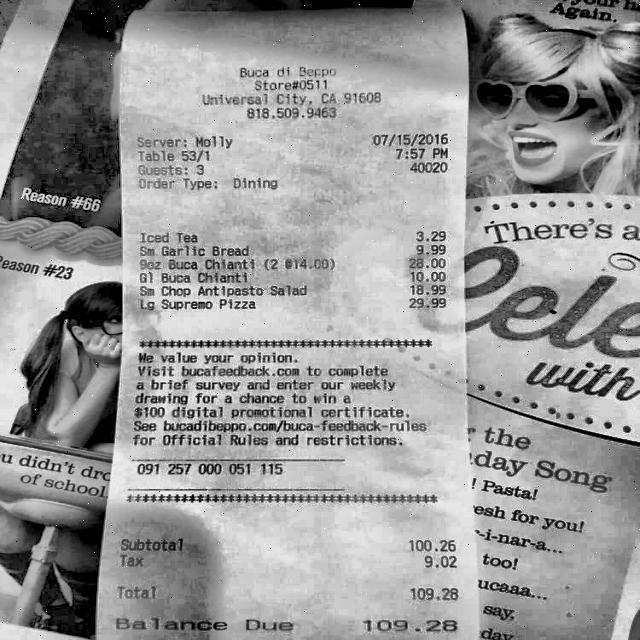 your h
Again.
Reason #66
Reason #23
u didn't dro
of school
Buca di Beppo
Store#0511
Universal City, CA 91608
818.509.9463
Server: Molly 07/15/2016
Table 53/1 7:57 PM
Guests: 3 40020
Order Type: Dining
Iced Tea 3.29
Sm Garlic Bread 9.99
9oz Buca Chianti (2 @14.00) 28.00
Gl Buca Chianti 10.00
Sm Chop Antipasto Salad 18.99
Lg Supremo Pizza 29.99
We value your opinion.
Visit bucafeedback.com to complete
a brief survey and enter our weekly
drawing for a chance to win a
$100 digital promotional certificate.
See bucadibeppo.com/buca-feedback-rules
for Official Rules and restrictions.
091 257 000 051 115
Subtotal 100.26
Tax 9.02
Total 109.28
Balance Due 109.28
There's a
Cele
with
r the
day Song
! Pasta!
esh for you!
r-i-nar-a...
too!
ucaaa...
say,
day